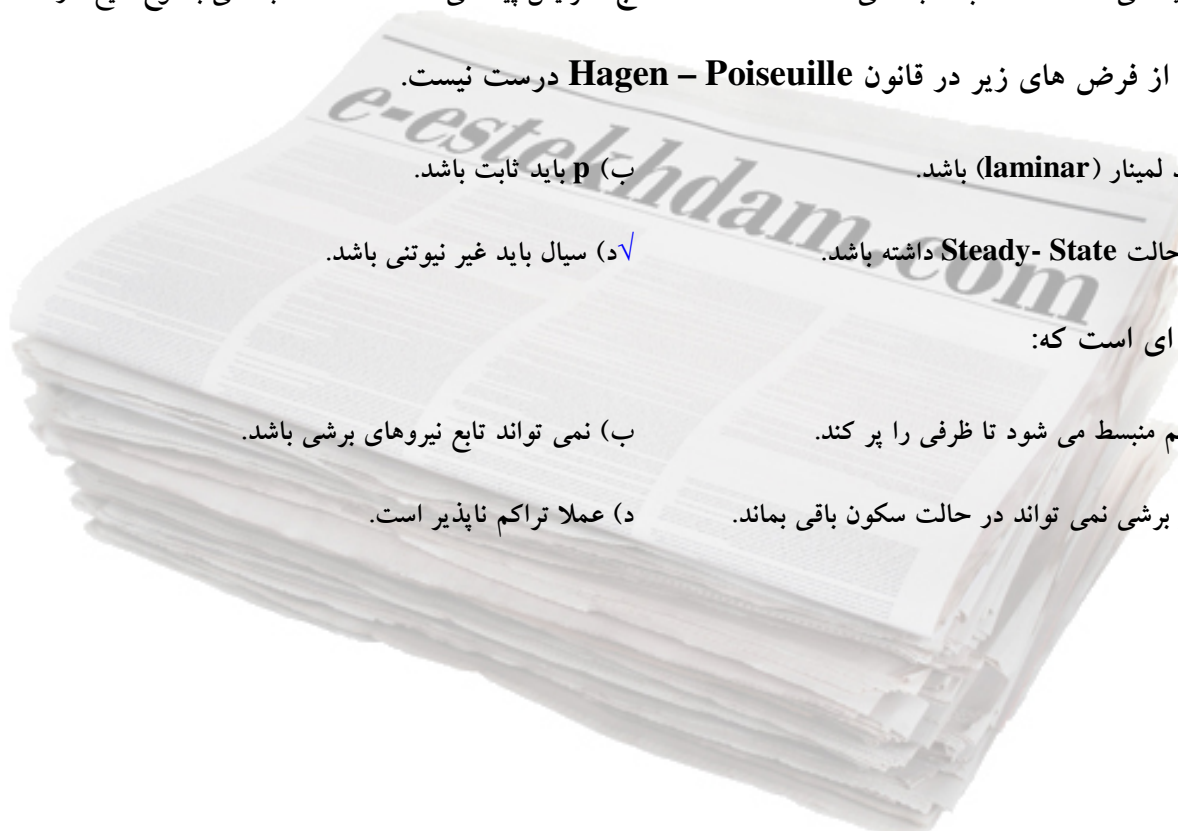 از فرض های زیر در قانون Hagen – Poiseuille درست نیست.
لمینار (laminar) باشد. ب) p باید ثابت باشد.
حالت Steady- State داشته باشد. √د) سیال باید غیر نیوتنی باشد.
ای است که:
منبسط می شود تا ظرفی را پر کند. ب) نمی تواند تابع نیروهای برشی باشد.
برشی نمی تواند در حالت سکون باقی بماند. د) عملا تراکم ناپذیر است.
e-estekhdam.com